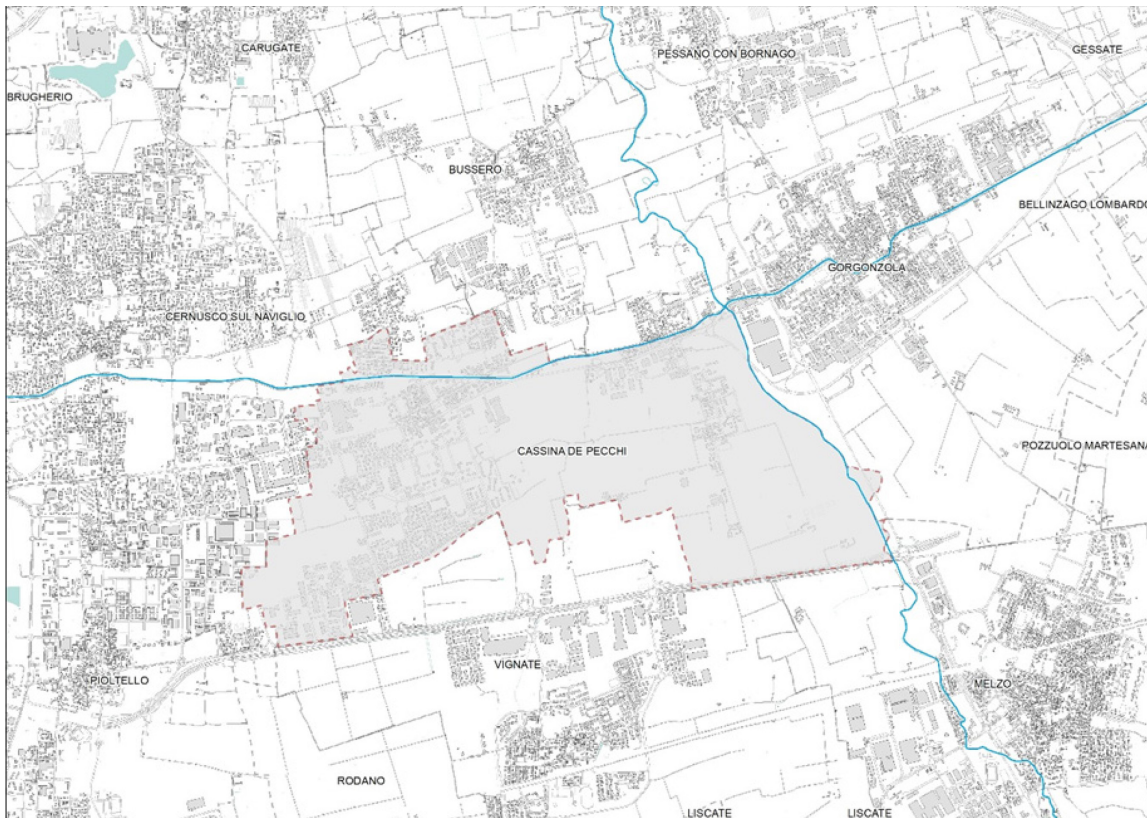 CARUGATE
PESSANO CON BORNAGO
GESSATE
BRUGHERIO
BUSSERO
BELLINZAGO LOMBARDO
GORGONZOLA
CERNUSCO SUL NAVIGLIO
POZZUOLO MARTESANA
CASSINA DE PECCHI
VIGNATE
PIOLTELLO
MELZO
RODANO
LISCATE
LISCATE